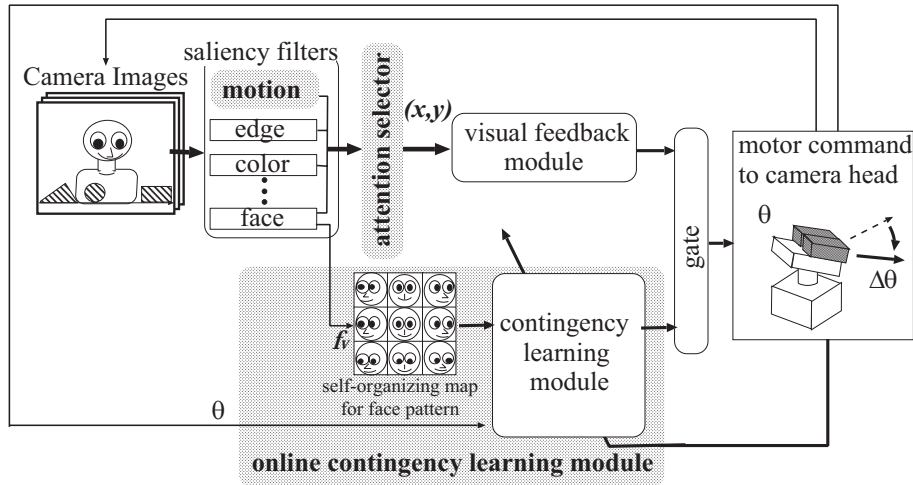 saliency filters
Camera Images
motion
edge
color
face
attention selector
(x,y)
visual feedback
module
gate
motor command
to camera head
θ
Δθ
fv
self-organizing map
for face pattern
contingency
learning
module
θ
online contingency learning module